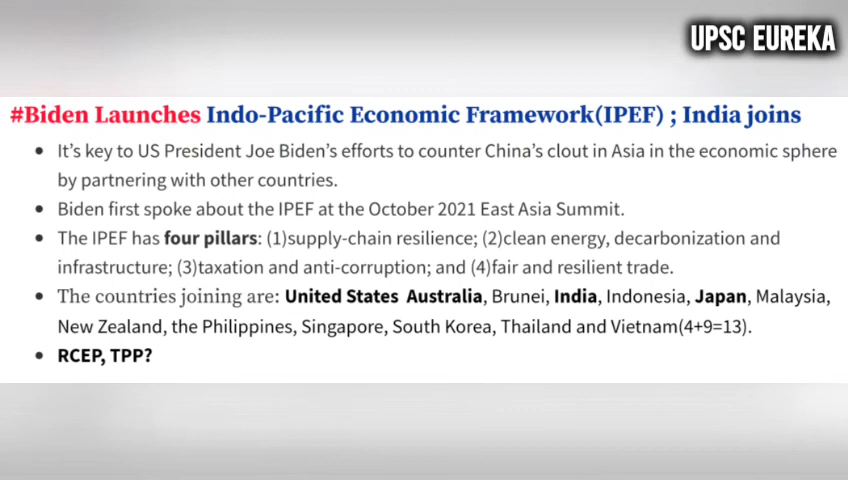 UPSC EUREKA
#Biden Launches Indo-Pacific Economic Framework(IPEF) ; India joins
• It's key to US President Joe Biden's efforts to counter China's clout in Asia in the economic sphere
by partnering with other countries.
• Biden first spoke about the IPEF at the October 2021 East Asia Summit.
• The IPEF has four pillars: (1)supply-chain resilience; (2)clean energy, decarbonization and
infrastructure; (3)taxation and anti-corruption; and (4)fair and resilient trade.
• The countries joining are: United States Australia, Brunei, India, Indonesia, Japan, Malaysia,
New Zealand, the Philippines, Singapore, South Korea, Thailand and Vietnam(4+9=13).
• RCEP, TPP?